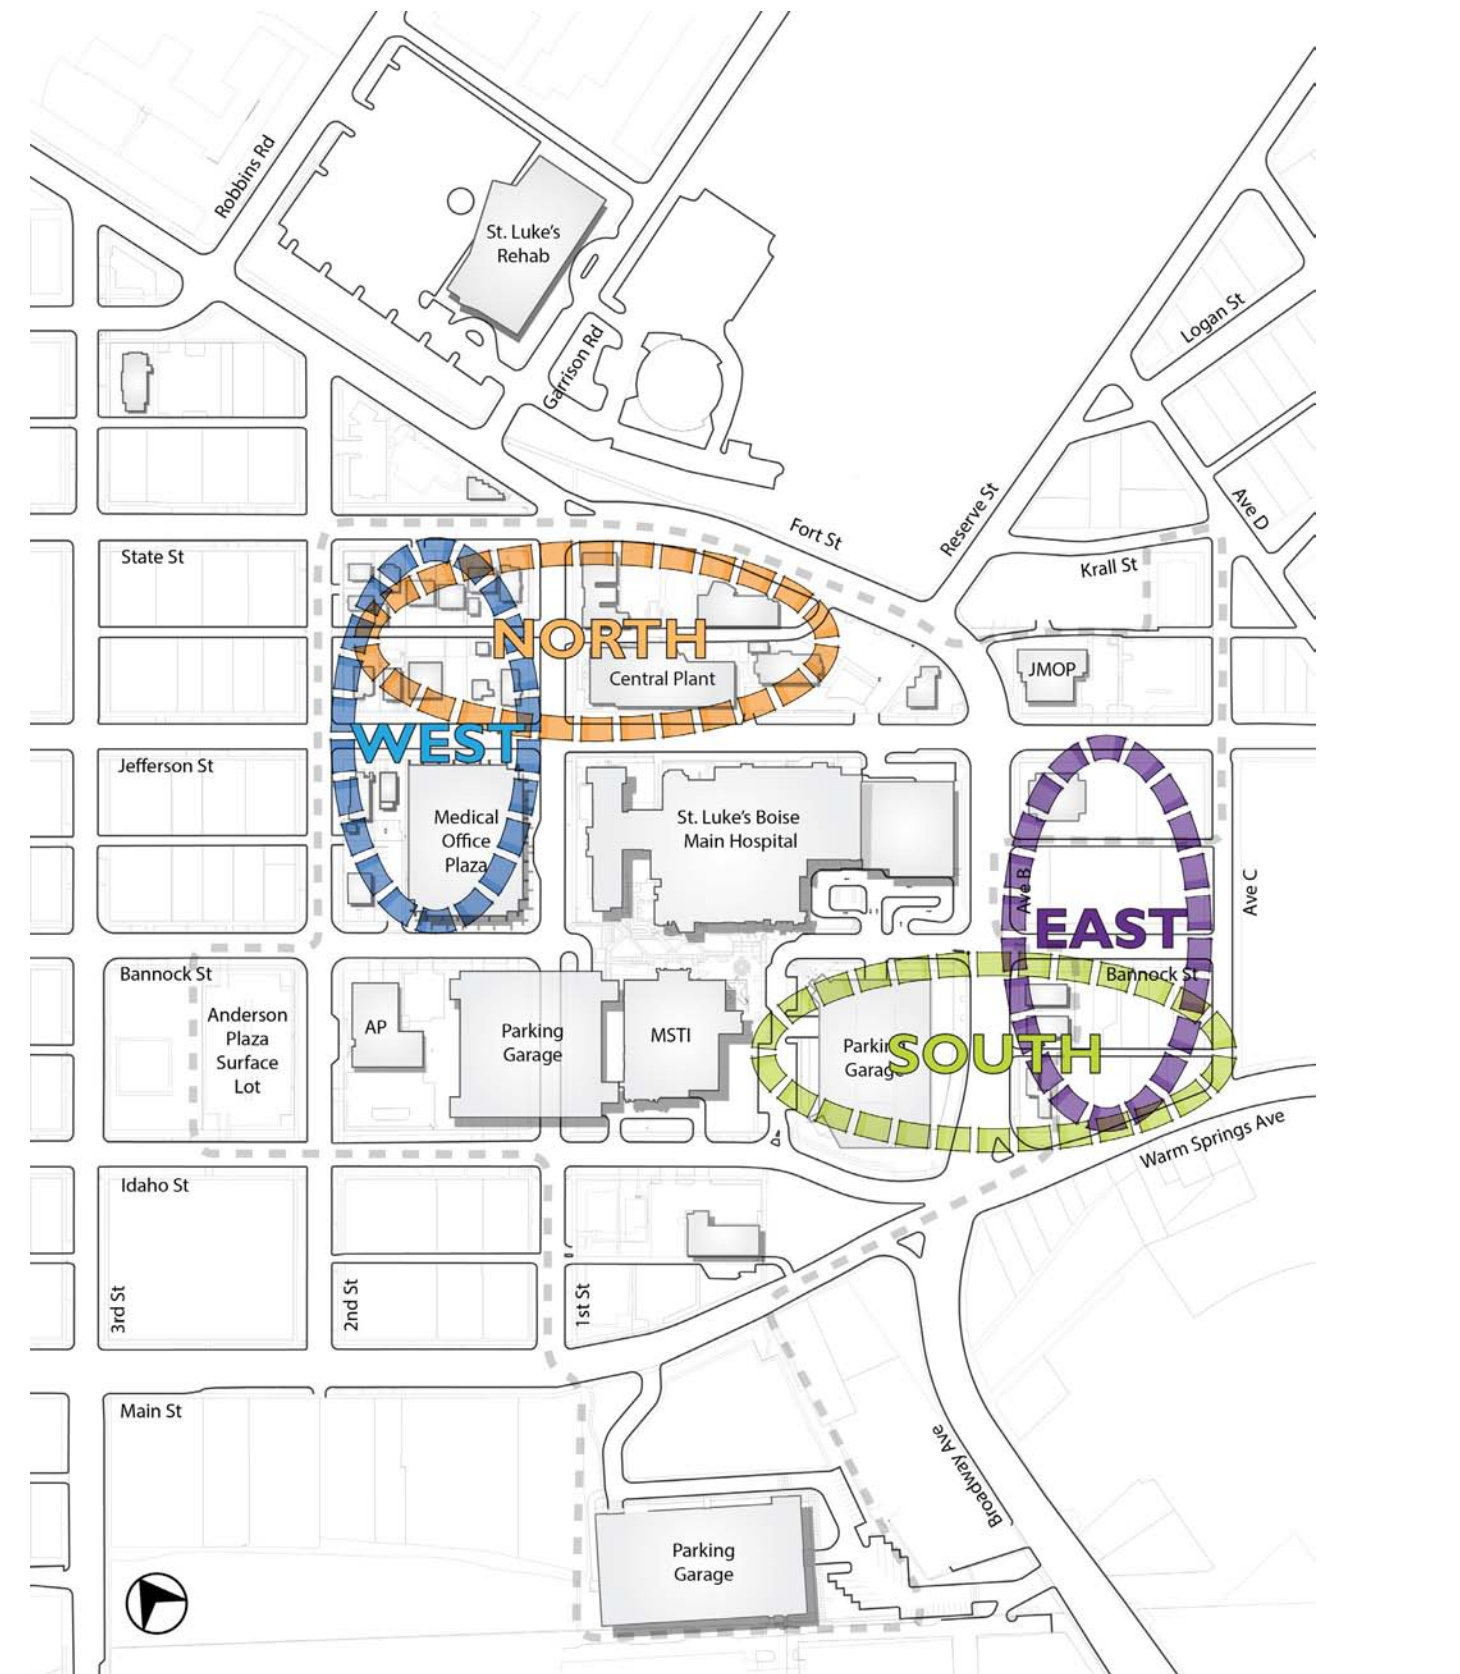 Robbins Rd
St. Luke's
Rehab
Logan St
Garrison Rd
Reserve St
Ave D
Fort St
State St
Krall St
NORTH
JMOP
Central Plant
WEST
Jefferson St
Medical
Office
Plaza
St. Luke's Boise
Main Hospital
Ave B
Ave C
EAST
Bannock St
Bannock St
Anderson
Plaza
Surface
Lot
AP
Parking
Garage
MSTI
Parking
Garage
SOUTH
Warm Springs Ave
Idaho St
3rd St
2nd St
1st St
Main St
Broadway Ave
Parking
Garage